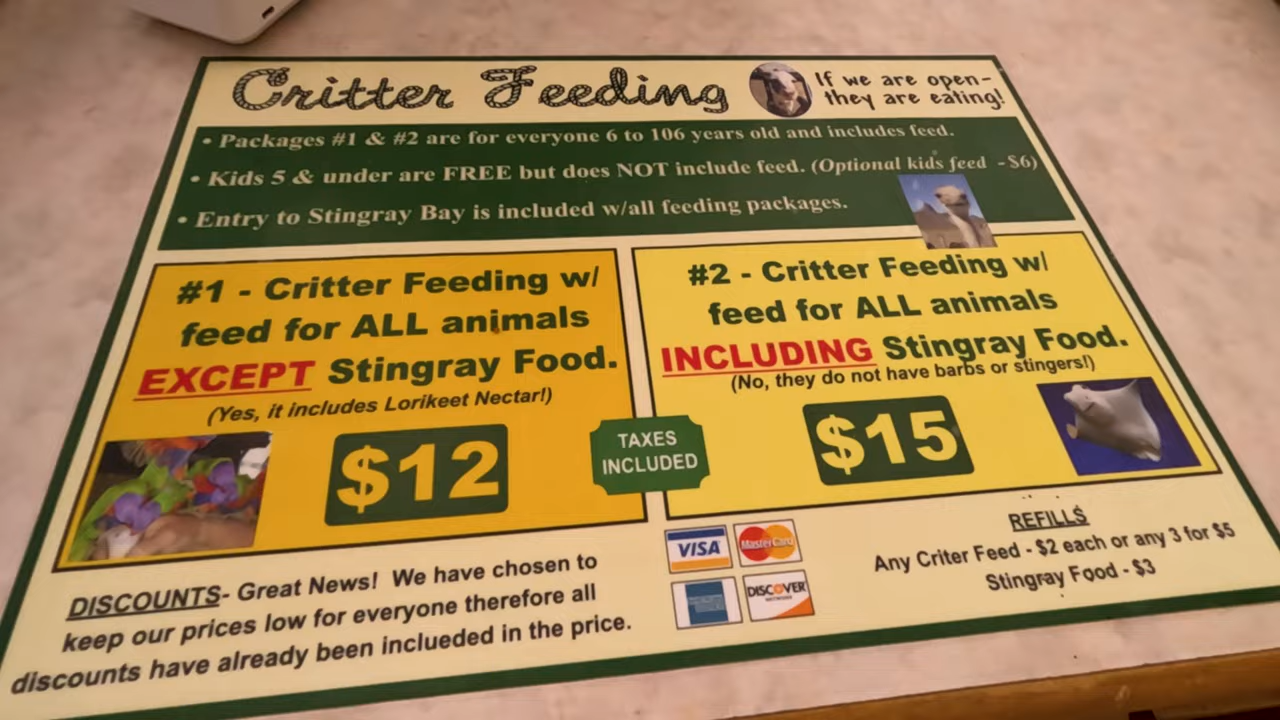 Critter Feeding
If we are open-
they are eating!
• Packages #1 & #2 are for everyone 6 to 106 years old and includes feed.
• Kids 5 & under are FREE but does NOT include feed. (Optional kids feed - $6)
• Entry to Stingray Bay is included w/all feeding packages.
#1 - Critter Feeding w/
feed for ALL animals
EXCEPT Stingray Food.
(Yes, it includes Lorikeet Nectar!)
$12
TAXES
INCLUDED
#2 - Critter Feeding w/
feed for ALL animals
INCLUDING Stingray Food.
(No, they do not have barbs or stingers!)
$15
DISCOUNTS- Great News! We have chosen to
keep our prices low for everyone therefore all
discounts have already been inclueded in the price.
VISA
MasterCard
DISCOVER
NETWORK
REFILLS
Any Criter Feed - $2 each or any 3 for $5
Stingray Food - $3